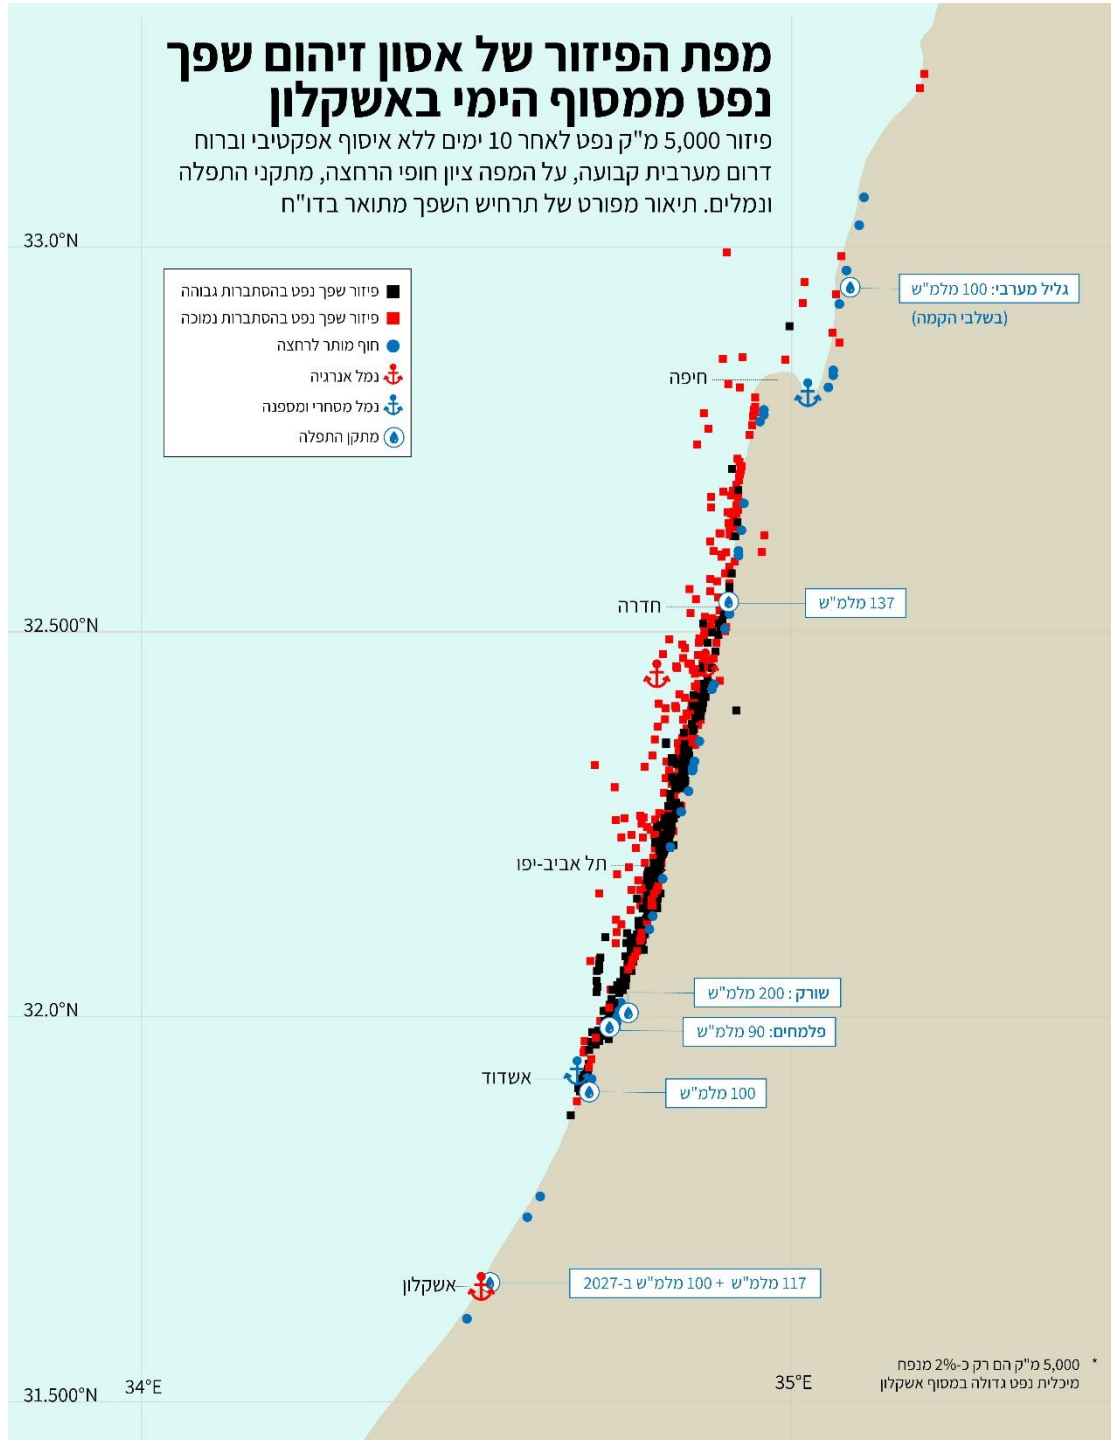 מפת הפיזור של אסון זיהום שפך
נפט ממסוף הימי באשקלון
פיזור 5,000 מ"ק נפט לאחר 10 ימים ללא איסוף אפקטיבי וברוח
דרום מערבית קבועה, על המפה ציון חופי הרחצה, מתקני התפלה
ונמלים. תיאור מפורט של תרחיש השפך מתואר בדו"ח
33.0°N
פיזור שפך נפט בהסתברות גבוהה
פיזור שפך נפט בהסתברות נמוכה
חוף מותר לרחצה
נמל אנרגיה
נמל מסחרי ומספנה
מתקן התפלה
גליל מערבי: 100 מלמ"ש
(בשלבי הקמה)
חיפה
חדרה
137 מלמ"ש
32.500°N
תל אביב-יפו
שורק : 200 מלמ"ש
32.0°N
פלמחים: 90 מלמ"ש
אשדוד
100 מלמ"ש
אשקלון
117 מלמ"ש + 100 מלמ"ש ב-2027
* 5,000 מ"ק הם רק כ-2% מנפח
מיכלית נפט גדולה במסוף אשקלון
31.500°N
34°E
35°E